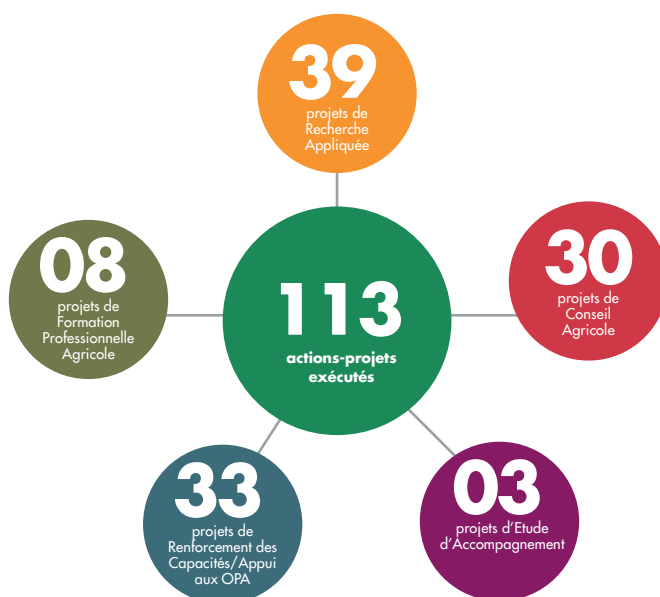 39
projets de
Recherche
Appliquée
08
projets de
Formation
Professionnelle
Agricole
113
actions-projets
exécutés
30
projets de
Conseil
Agricole
33
projets de
Renforcement des
Capacités/Appui
aux OPA
03
projets d'Etude
d'Accompagnement